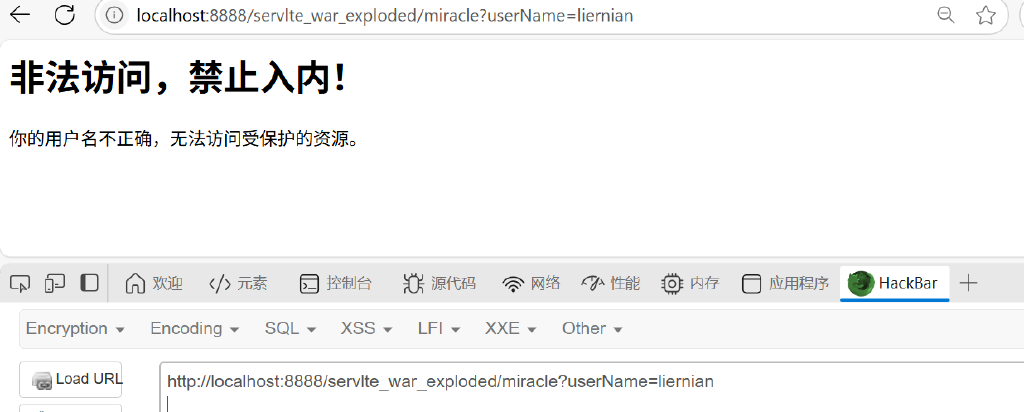 localhost:8888/servlte_war_exploded/miracle?userName=liernian
非法访问，禁止入内！
你的用户名不正确，无法访问受保护的资源。
欢迎 元素 控制台 源代码 网络 性能 内存 应用程序 HackBar
Encryption Encoding SQL XSS LFI XXE Other
Load URL http://localhost:8888/servlte_war_exploded/miracle?userName=liernian